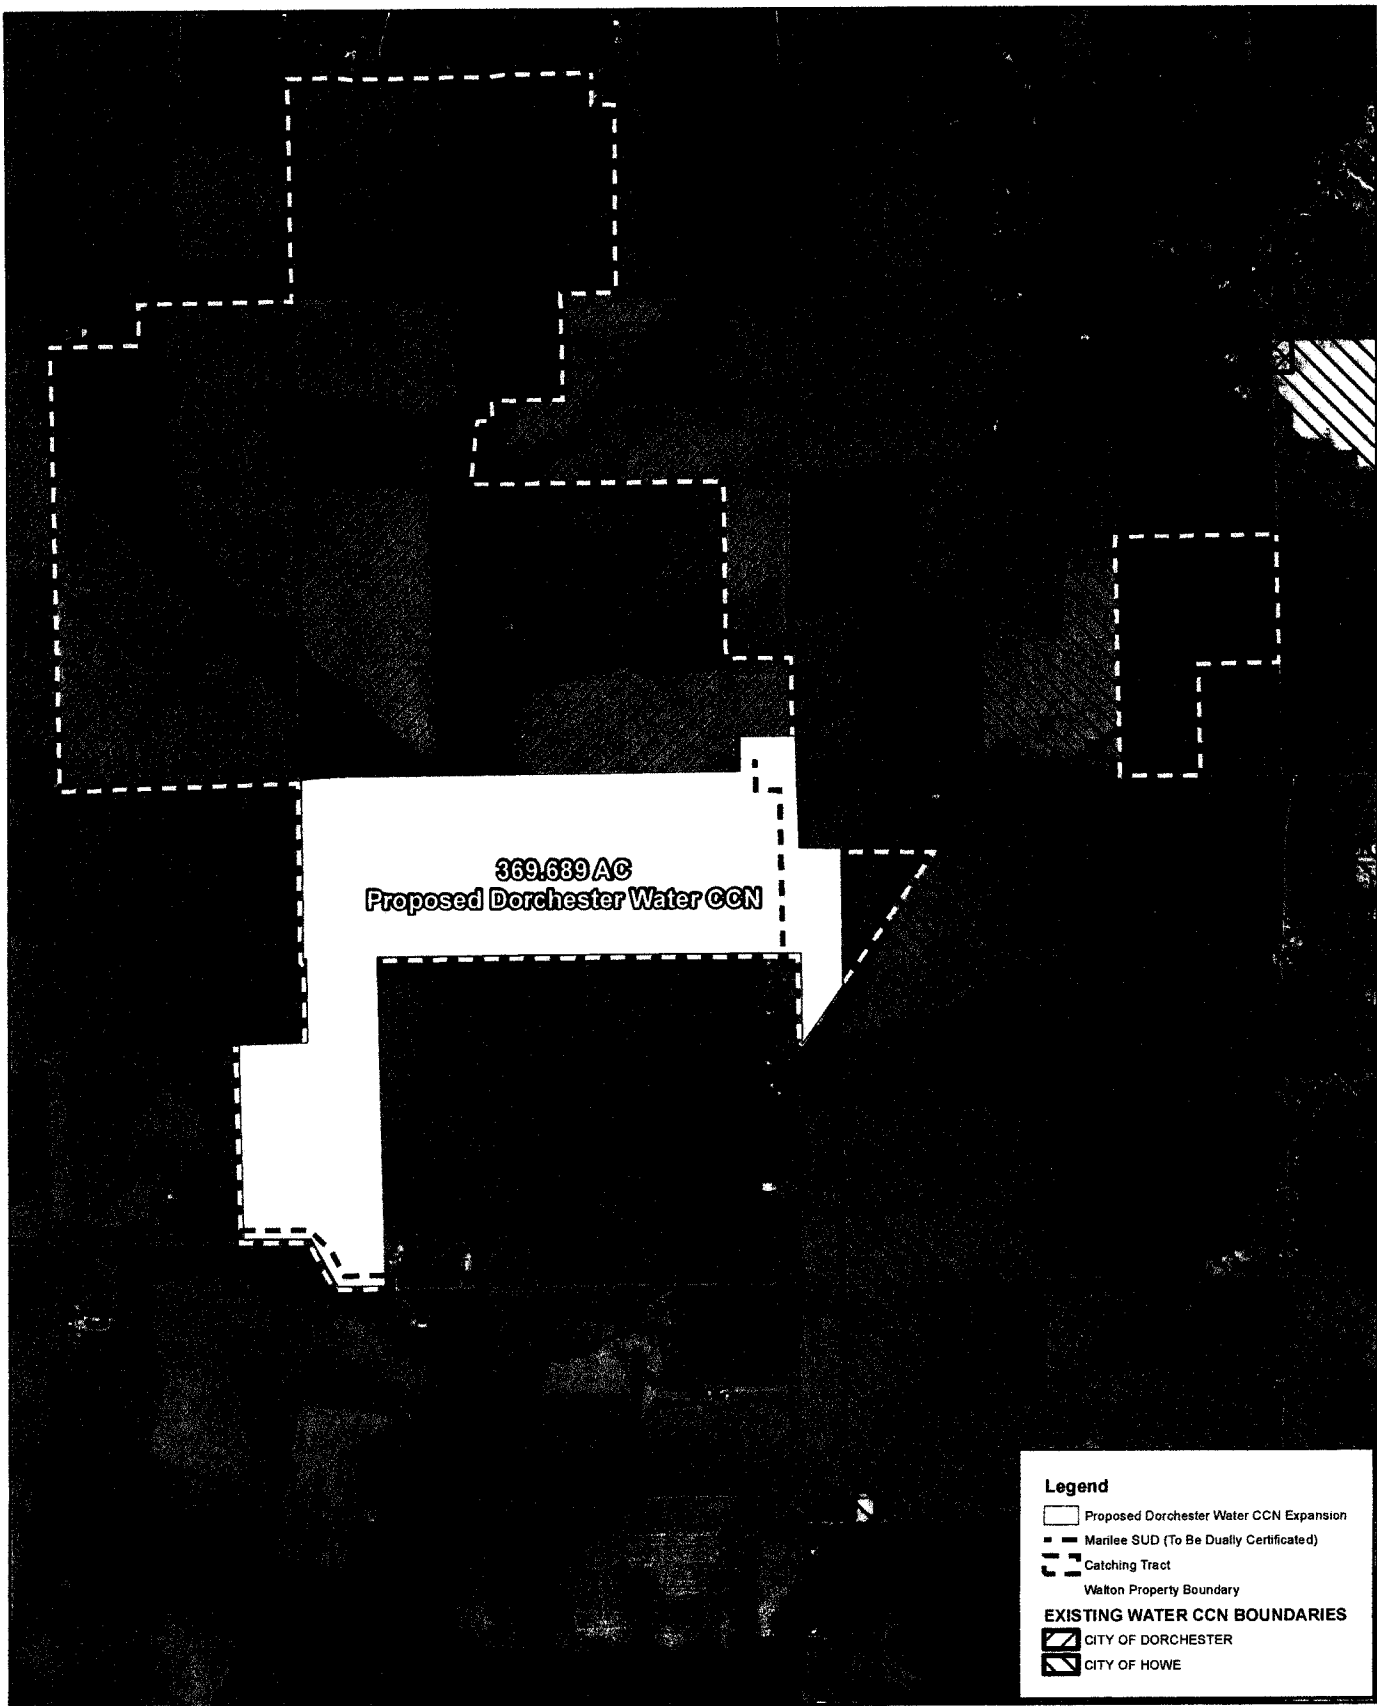 369.689 AC
Proposed Dorchester Water CCN
Legend
Proposed Dorchester Water CCN Expansion
Marilee SUD (To Be Dually Certificated)
Catching Tract
Walton Property Boundary
EXISTING WATER CCN BOUNDARIES
CITY OF DORCHESTER
CITY OF HOWE